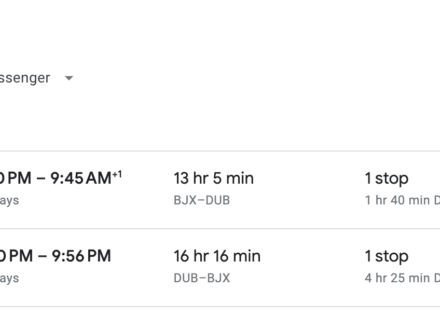 ssenger
0 PM – 9:45 AM+1
13 hr 5 min
1 stop
ays
BJX–DUB
1 hr 40 min D
0 PM – 9:56 PM
16 hr 16 min
1 stop
ays
DUB–BJX
4 hr 25 min D